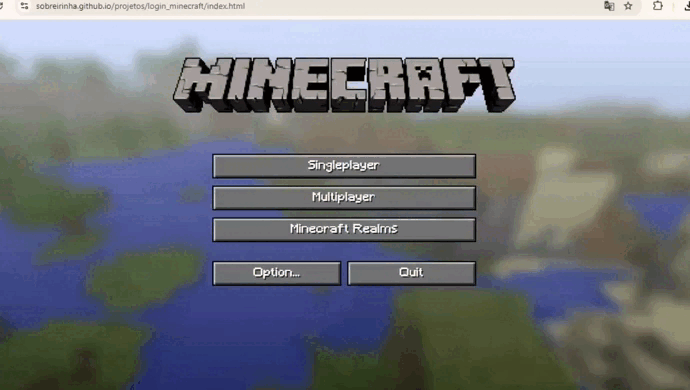 sobreirinha.github.io/projetos/login_minecraft/index.html
MINECRAFT
Singleplayer
Multiplayer
Minecraft Realms
Option... Quit